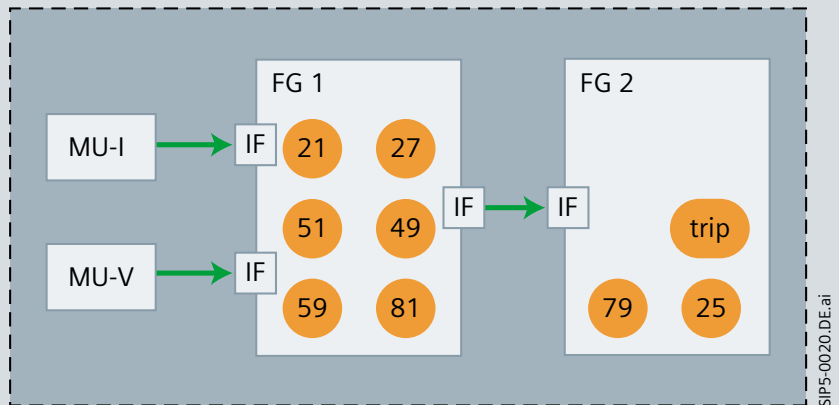 FG 1
FG 2
MU-I
IF
21
27
51
49
IF
IF
trip
MU-V
IF
59
81
79
25
SIP5-0020.DE.ai